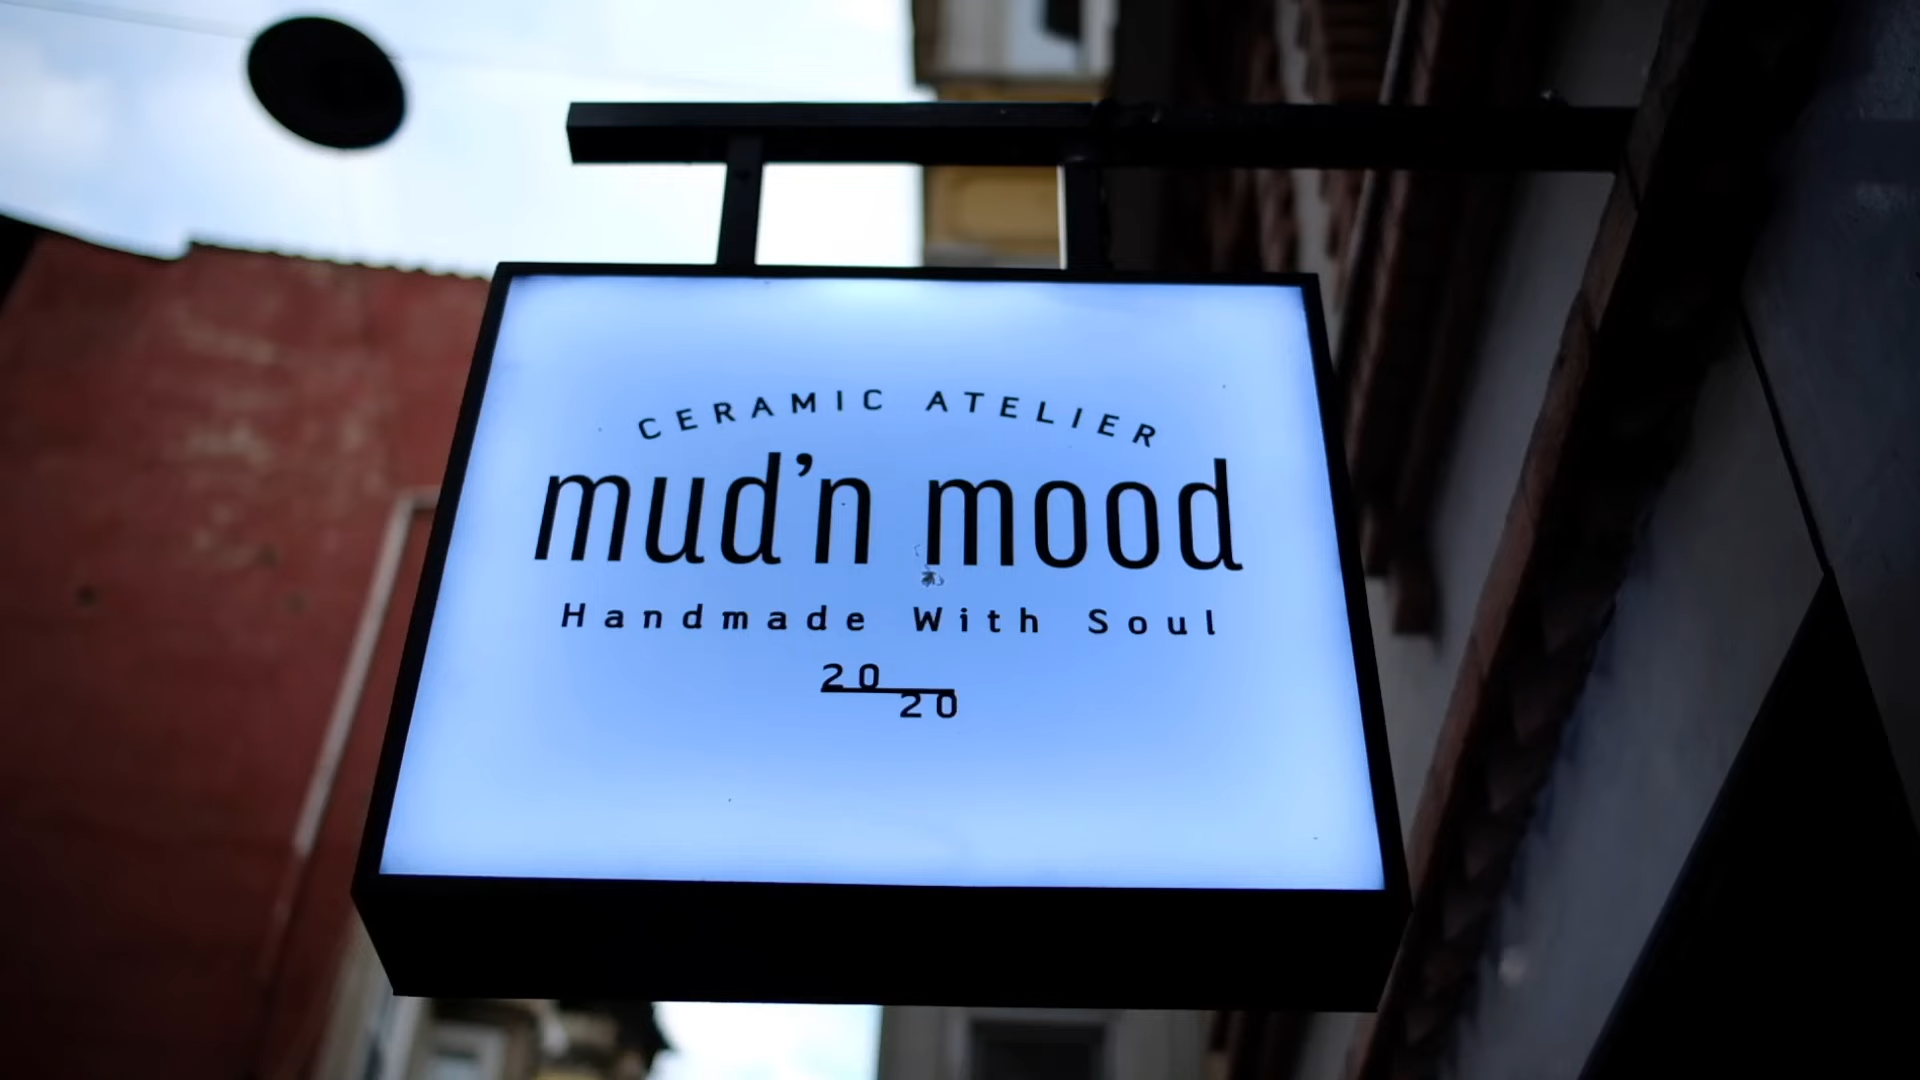 CERAMIC ATELIER
mud'n mood
Handmade With Soul
20
20